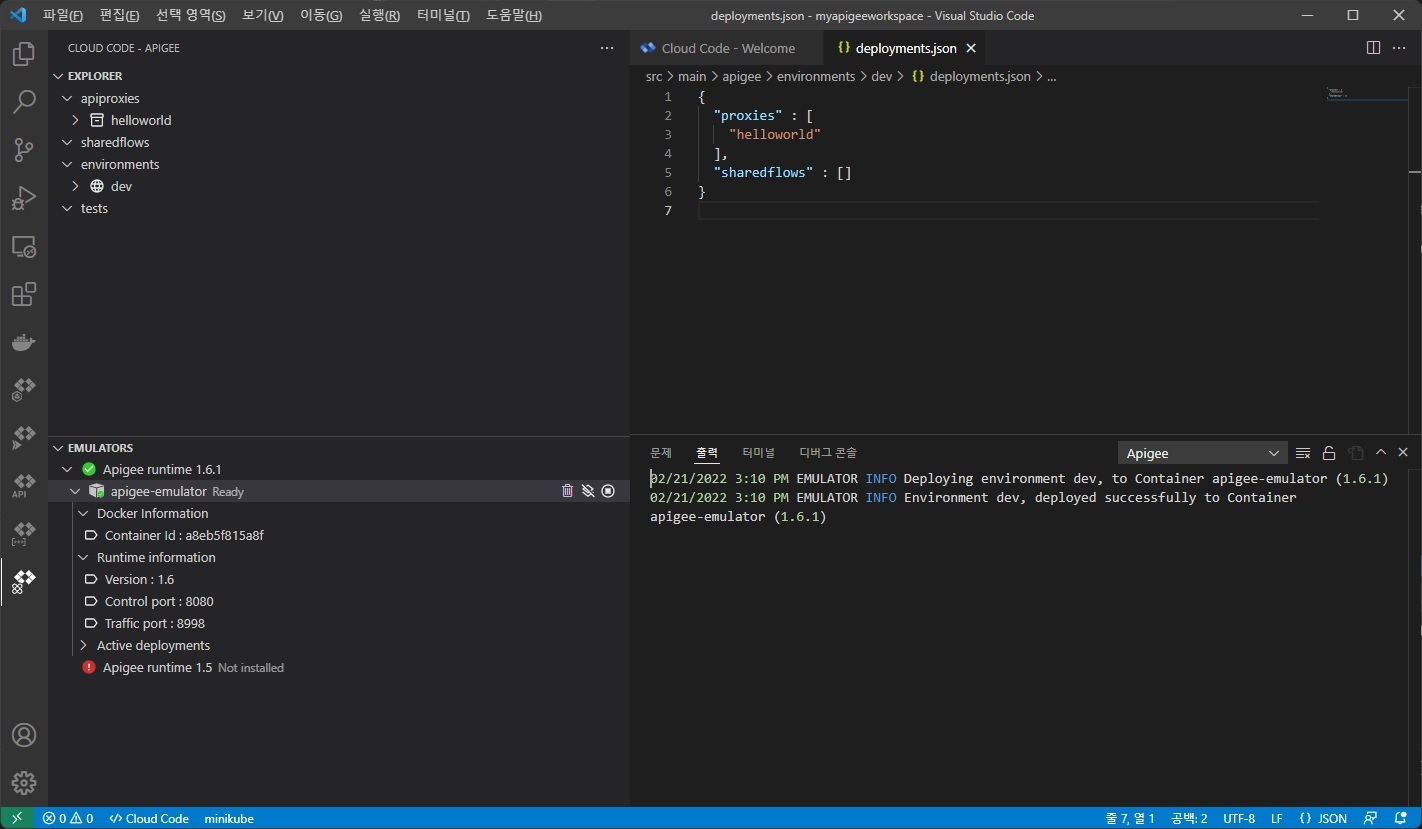 파일(F) 편집(E) 선택 영역(S) 보기(V) 이동(G) 실행(R) 터미널(T) 도움말(H) deployments.json - myapigeeworkspace - Visual Studio Code
CLOUD CODE - APIGEE
EXPLORER
apiproxies
helloworld
sharedflows
environments
dev
tests
EMULATORS
Apigee runtime 1.6.1
apigee-emulator Ready
Docker Information
Container Id : a8eb5f815a8f
Runtime information
Version : 1.6
Control port : 8080
Traffic port : 8998
Active deployments
Apigee runtime 1.5 Not installed
Cloud Code - Welcome {} deployments.json
src > main > apigee > environments > dev > {} deployments.json > ...
1 {
2 "proxies" : [
3 "helloworld"
4 ],
5 "sharedflows" : []
6 }
7
문제 출력 터미널 디버그 콘솔 Apigee
02/21/2022 3:10 PM EMULATOR INFO Deploying environment dev, to Container apigee-emulator (1.6.1)
02/21/2022 3:10 PM EMULATOR INFO Environment dev, deployed successfully to Container
apigee-emulator (1.6.1)
API
0 0 Cloud Code minikube 줄 7, 열 1 공백: 2 UTF-8 LF {} JSON